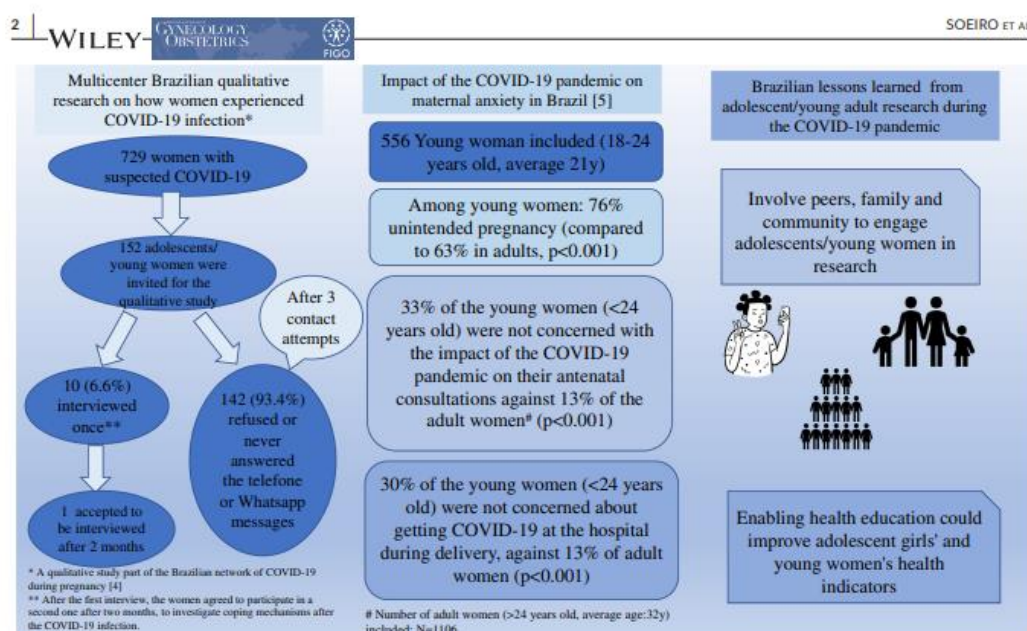 2
WILEY
GYNECOLOGY
OBSTETRICS
FIGO
SOEIRO ET AL
Multicenter Brazilian qualitative
research on how women experienced
COVID-19 infection*
729 women with
suspected COVID-19
152 adolescents/
young women were
invited for the
qualitative study
After 3
contact
attempts
10 (6.6%)
interviewed
once**
142 (93.4%)
refused or
never
answered
the telefone
or Whatsapp
messages
1 accepted to
be interviewed
after 2 months
* A qualitative study part of the Brazilian network of COVID-19
during pregnancy [4]
** After the first interview, the women agreed to participate in a
second one after two months, to investigate coping mechanisms after
the COVID-19 infection.
Impact of the COVID-19 pandemic on
maternal anxiety in Brazil [5]
556 Young woman included (18-24
years old, average 21y)
Among young women: 76%
unintended pregnancy (compared
to 63% in adults, p<0.001)
33% of the young women (<24
years old) were not concerned with
the impact of the COVID-19
pandemic on their antenatal
consultations against 13% of the
adult women# (p<0.001)
30% of the young women (<24 years
old) were not concerned about
getting COVID-19 at the hospital
during delivery, against 13% of adult
women (p<0.001)
# Number of adult women (>24 years old, average age:32y)
included: N=1106
Brazilian lessons learned from
adolescent/young adult research during
the COVID-19 pandemic
Involve peers, family and
community to engage
adolescents/young women in
research
Enabling health education could
improve adolescent girls' and
young women's health
indicators